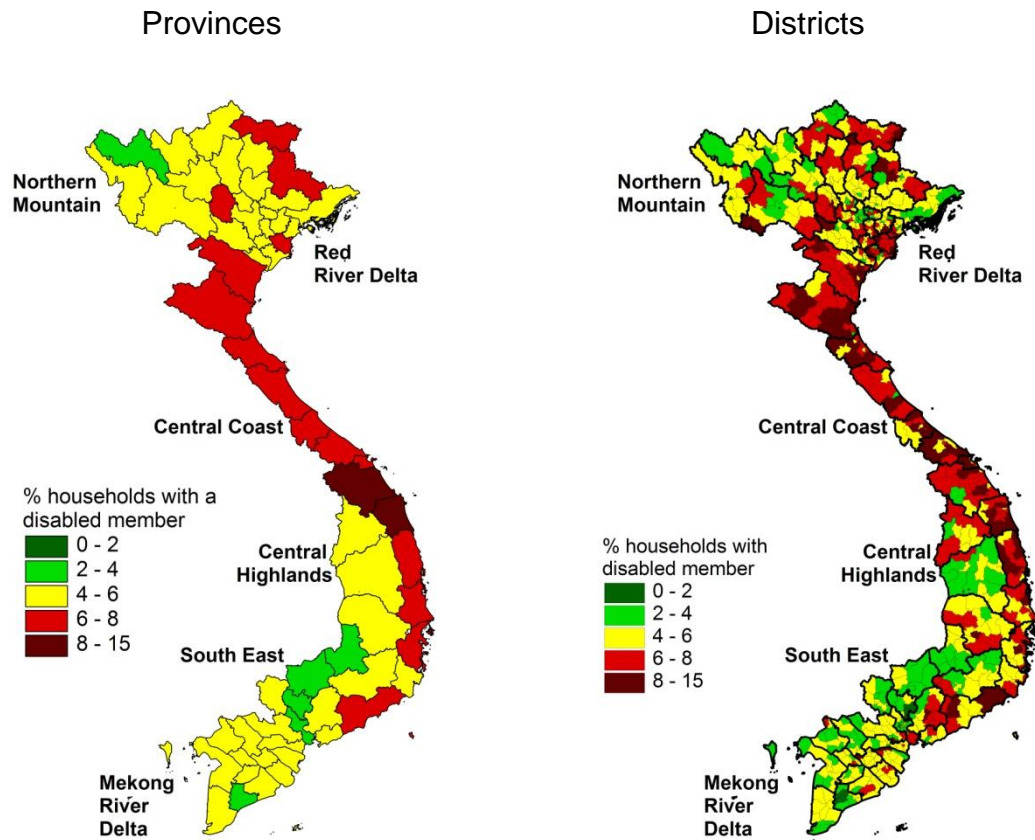 Provinces
Northern
Mountain
Red
River Delta
Central Coast
% households with a
disabled member
0 - 2
2 - 4
4 - 6
6 - 8
8 - 15
Central
Highlands
South East
Mekong
River
Delta
Districts
Northern
Mountain
Red
River Delta
Central Coast
% households with
disabled member
0 - 2
2 - 4
4 - 6
6 - 8
8 - 15
Central
Highlands
South East
Mekong
River
Delta